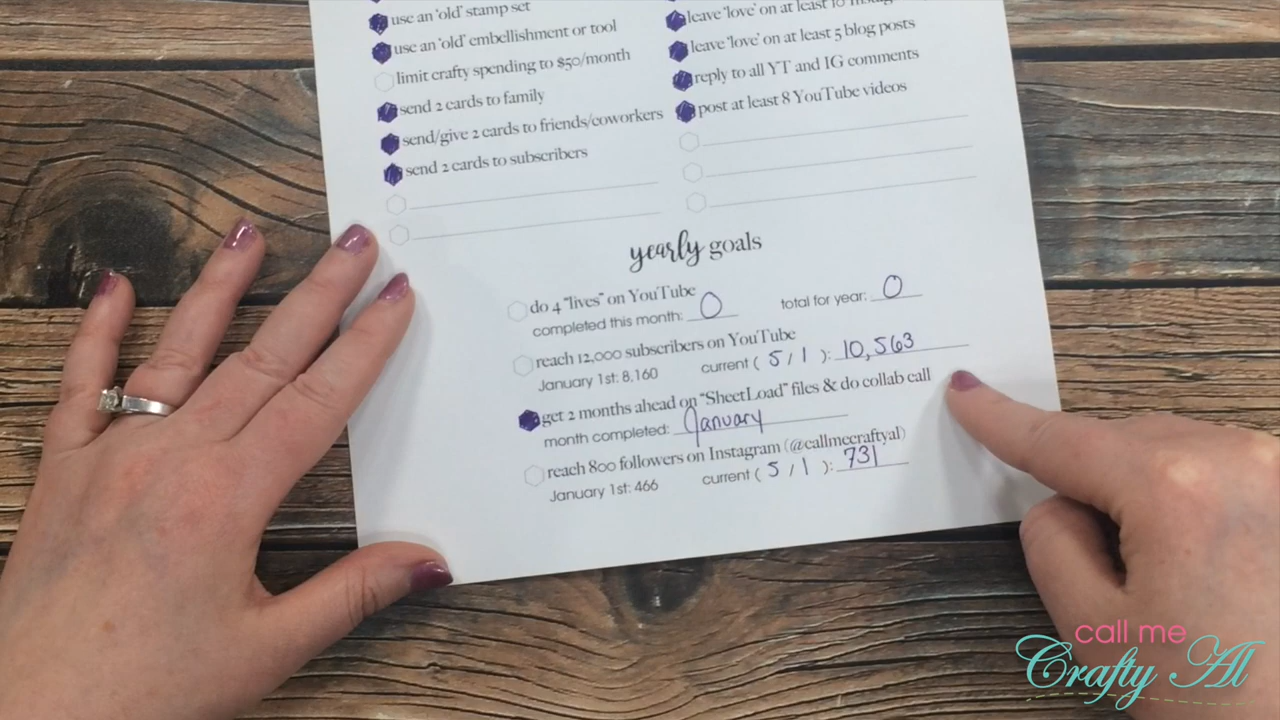 use an 'old' stamp set
use an 'old' embellishment or tool
limit crafty spending to $50/month
send 2 cards to family
send/give 2 cards to friends/coworkers
send 2 cards to subscribers
leave 'love' on at least 10
leave 'love' on at least 5 blog posts
reply to all YT and IG comments
post at least 8 YouTube videos
yearly goals
do 4 "lives" on YouTube
completed this month: 0 total for year: 0
reach 12,000 subscribers on YouTube
January 1st: 8,160 current ( 5 / 1 ): 10,563
get 2 months ahead on "SheetLoad" files & do collab call
month completed: January
reach 800 followers on Instagram (@callmecraftyal)
January 1st: 466 current ( 5 / 1 ): 731
call me
Crafty Al